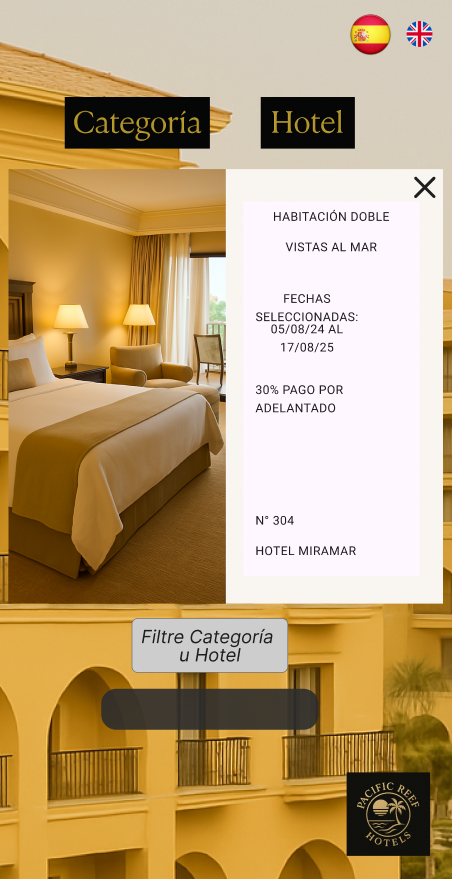 Categoría
Hotel
HABITACIÓN DOBLE
VISTAS AL MAR
FECHAS
SELECCIONADAS:
05/08/24 AL
17/08/25
30% PAGO POR
ADELANTADO
N° 304
HOTEL MIRAMAR
Filtre Categoría
u Hotel
PACIFIC REEF
HOTELS